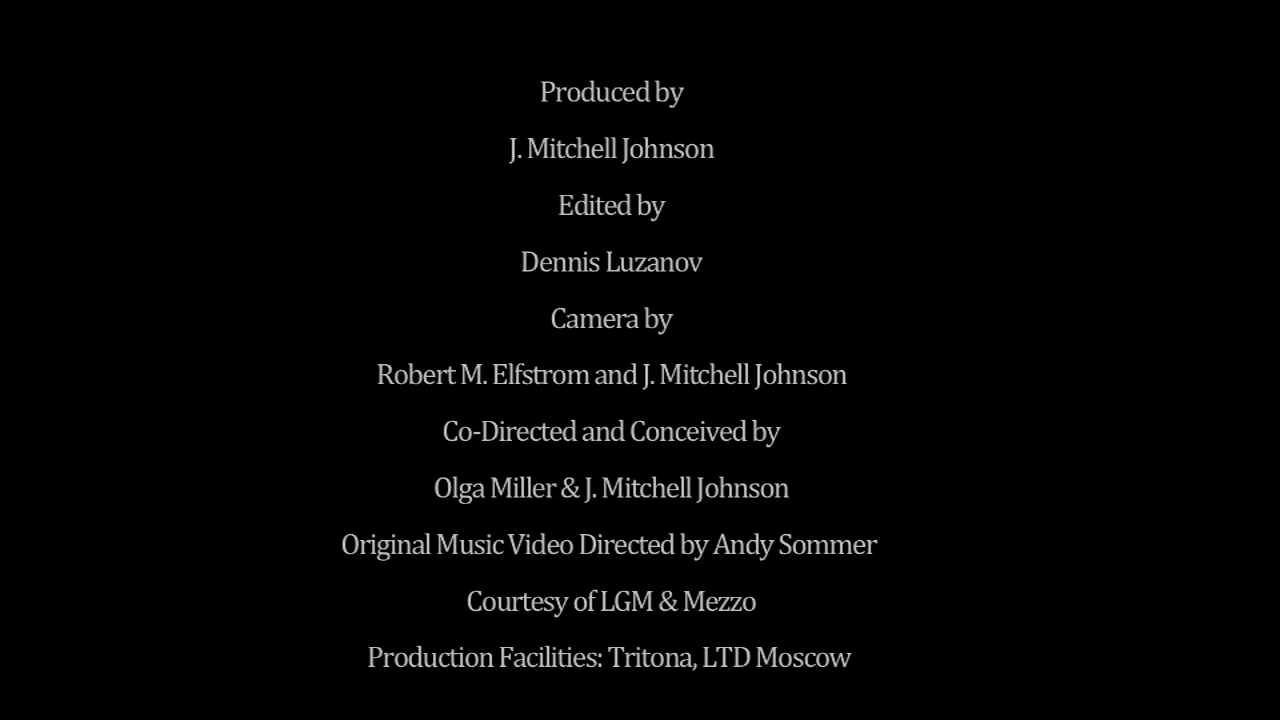 Produced by
J. Mitchell Johnson
Edited by
Dennis Luzanov
Camera by
Robert M. Elfstrom and J. Mitchell Johnson
Co-Directed and Conceived by
Olga Miller & J. Mitchell Johnson
Original Music Video Directed by Andy Sommer
Courtesy of LGM & Mezzo
Production Facilities: Tritona, LTD Moscow